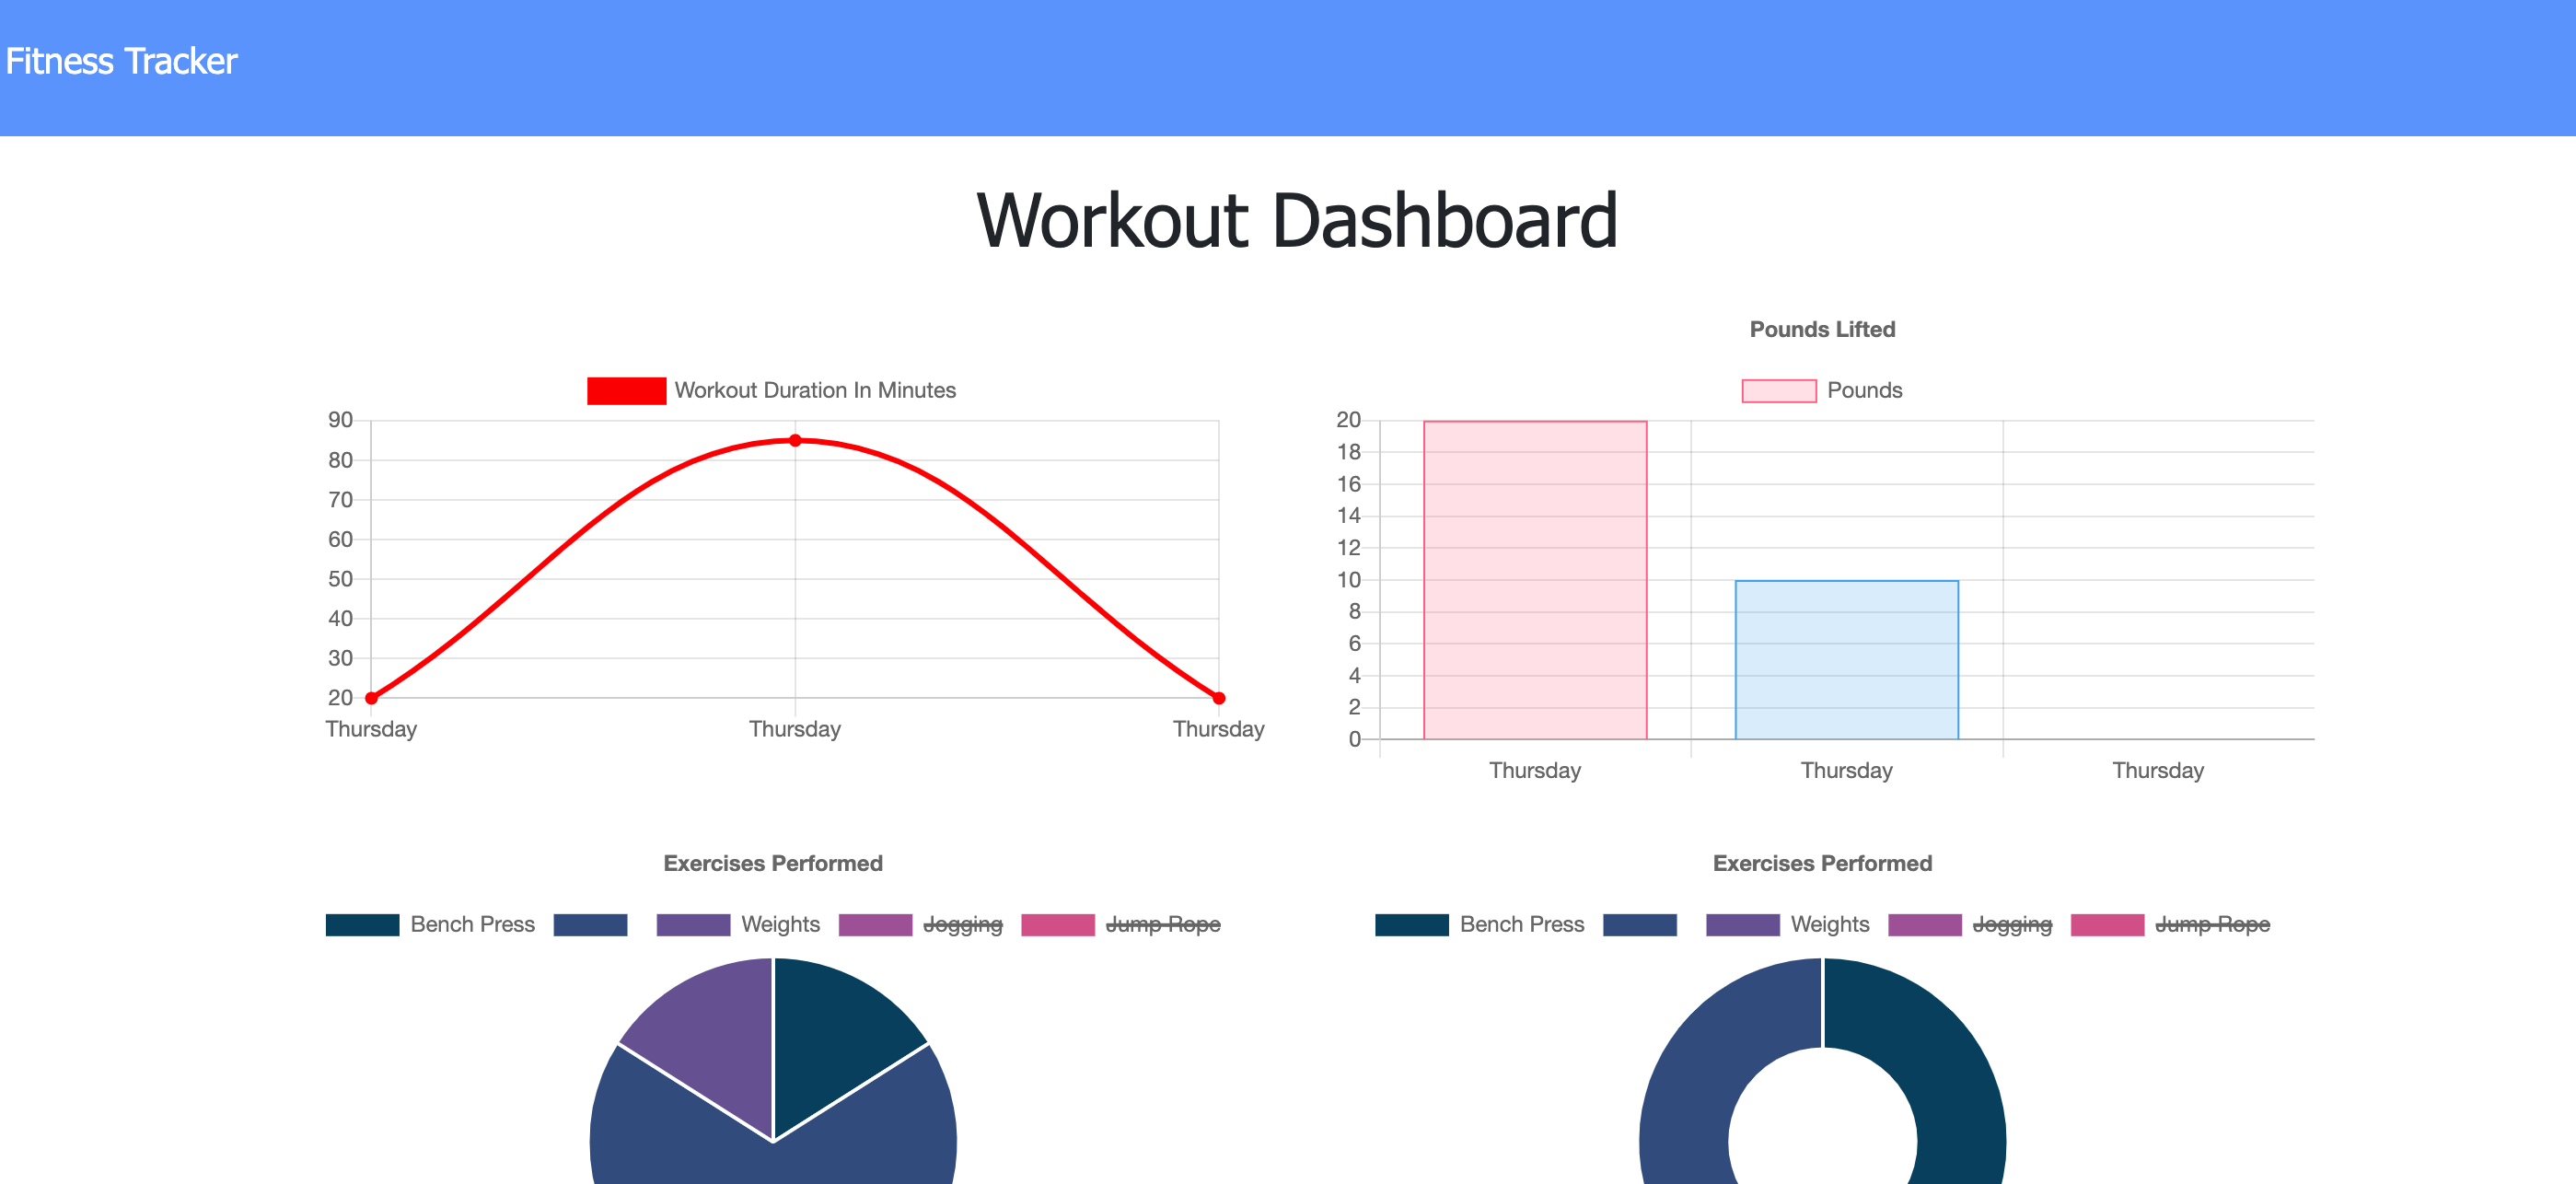 Fitness Tracker
Workout Dashboard
Workout Duration In Minutes
90
80
70
60
50
40
30
20
Thursday Thursday Thursday
Pounds Lifted
Pounds
20
18
16
14
12
10
8
6
4
2
0
Thursday Thursday Thursday
Exercises Performed
Bench Press Weights Jogging Jump Rope
Exercises Performed
Bench Press Weights Jogging Jump Rope